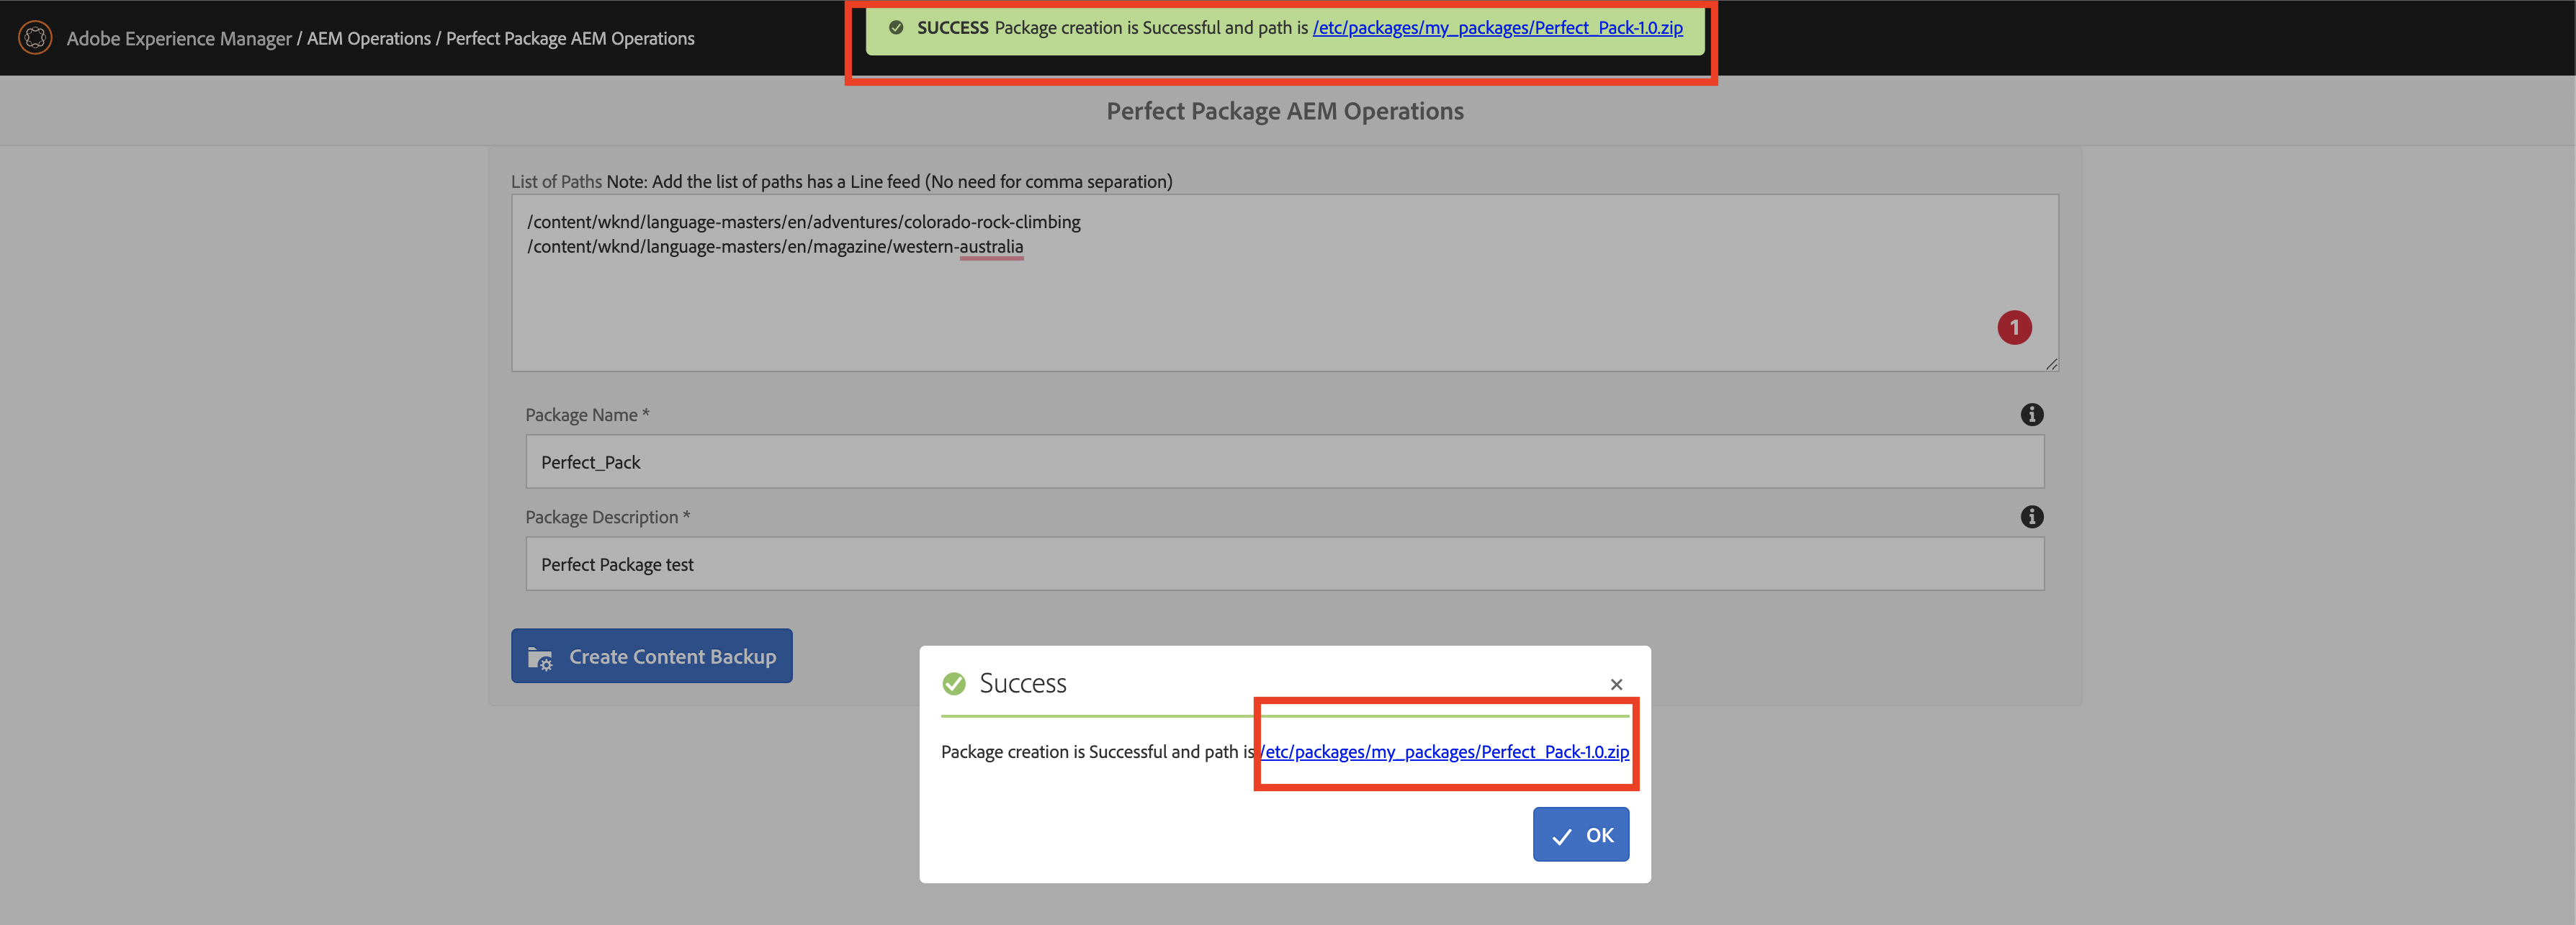 Adobe Experience Manager / AEM Operations / Perfect Package AEM Operations
SUCCESS Package creation is Successful and path is /etc/packages/my_packages/Perfect_Pack-1.0.zip
Perfect Package AEM Operations
List of Paths Note: Add the list of paths has a Line feed (No need for comma separation)
/content/wknd/language-masters/en/adventures/colorado-rock-climbing
/content/wknd/language-masters/en/magazine/western-australia
1
Package Name *
Perfect_Pack
Package Description *
Perfect Package test
Create Content Backup
Success
Package creation is Successful and path is /etc/packages/my_packages/Perfect_Pack-1.0.zip
OK